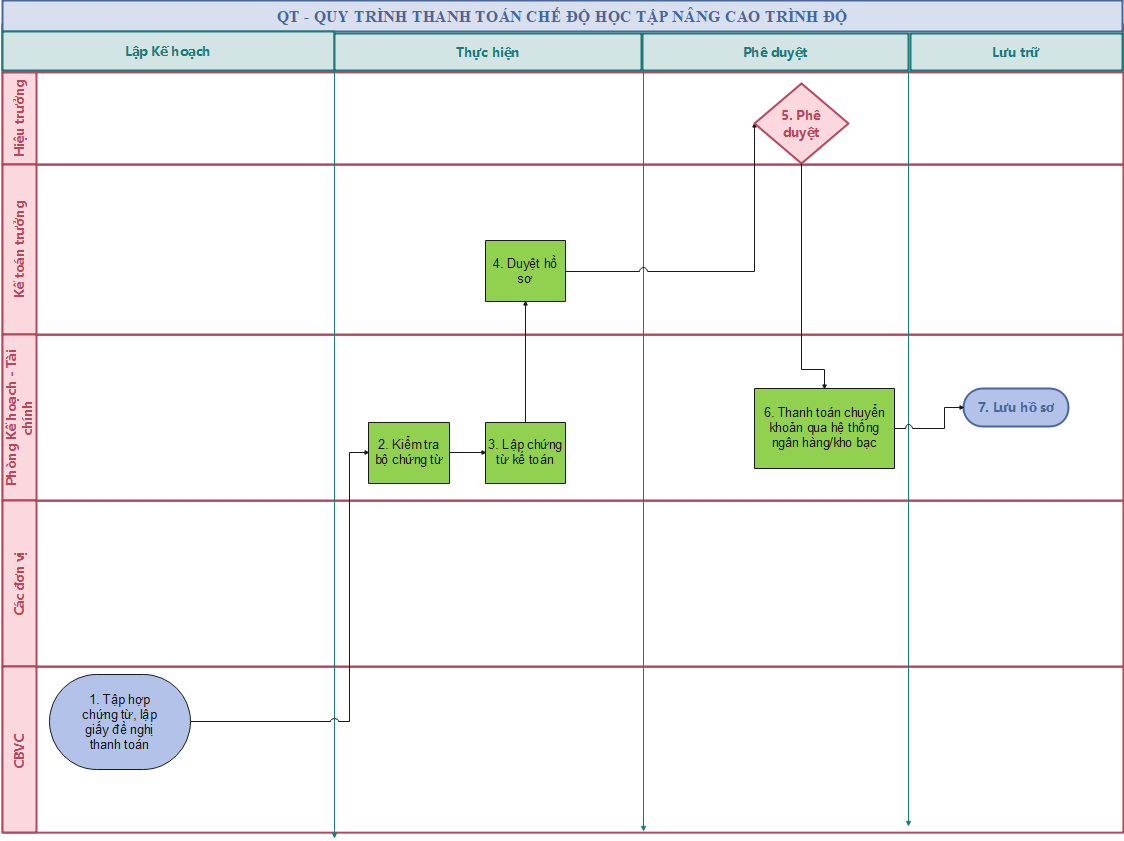 QT - QUY TRÌNH THANH TOÁN CHẾ ĐỘ HỌC TẬP NÂNG CAO TRÌNH ĐỘ
Lập Kế hoạch
Thực hiện
Phê duyệt
Lưu trữ
Hiệu trưởng
5. Phê
duyệt
Kế toán trưởng
4. Duyệt hồ
sơ
Phòng Kế hoạch - Tài
chính
2. Kiểm tra
bộ chứng từ
3. Lập chứng
từ kế toán
6. Thanh toán chuyển
khoản qua hệ thống
ngân hàng/kho bạc
7. Lưu hồ sơ
Các đơn vị
CBVC
1. Tập hợp
chứng từ, lập
giấy đề nghị
thanh toán